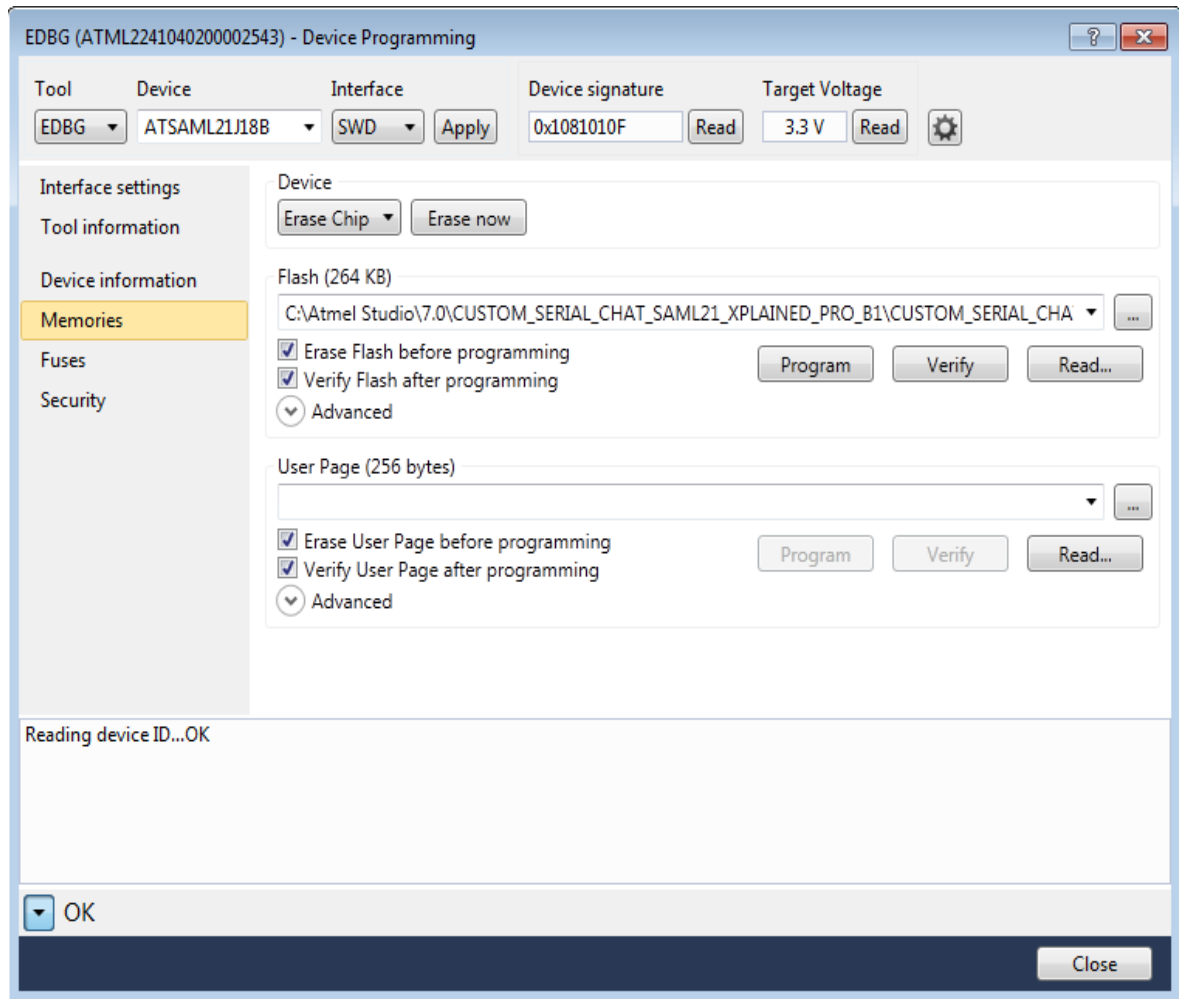 EDBG (ATML2241040200002543) - Device Programming
Tool Device Interface Device signature Target Voltage
EDBG ATSAML21J18B SWD Apply 0x1081010F Read 3.3 V Read
Interface settings
Tool information
Device information
Memories
Fuses
Security
Device
Erase Chip Erase now
Flash (264 KB)
C:\Atmel Studio\7.0\CUSTOM_SERIAL_CHAT_SAML21_XPLAINED_PRO_B1\CUSTOM_SERIAL_CHA ...
Erase Flash before programming
Verify Flash after programming
Program Verify Read...
Advanced
User Page (256 bytes)
...
Erase User Page before programming
Verify User Page after programming
Program Verify Read...
Advanced
Reading device ID...OK
OK
Close